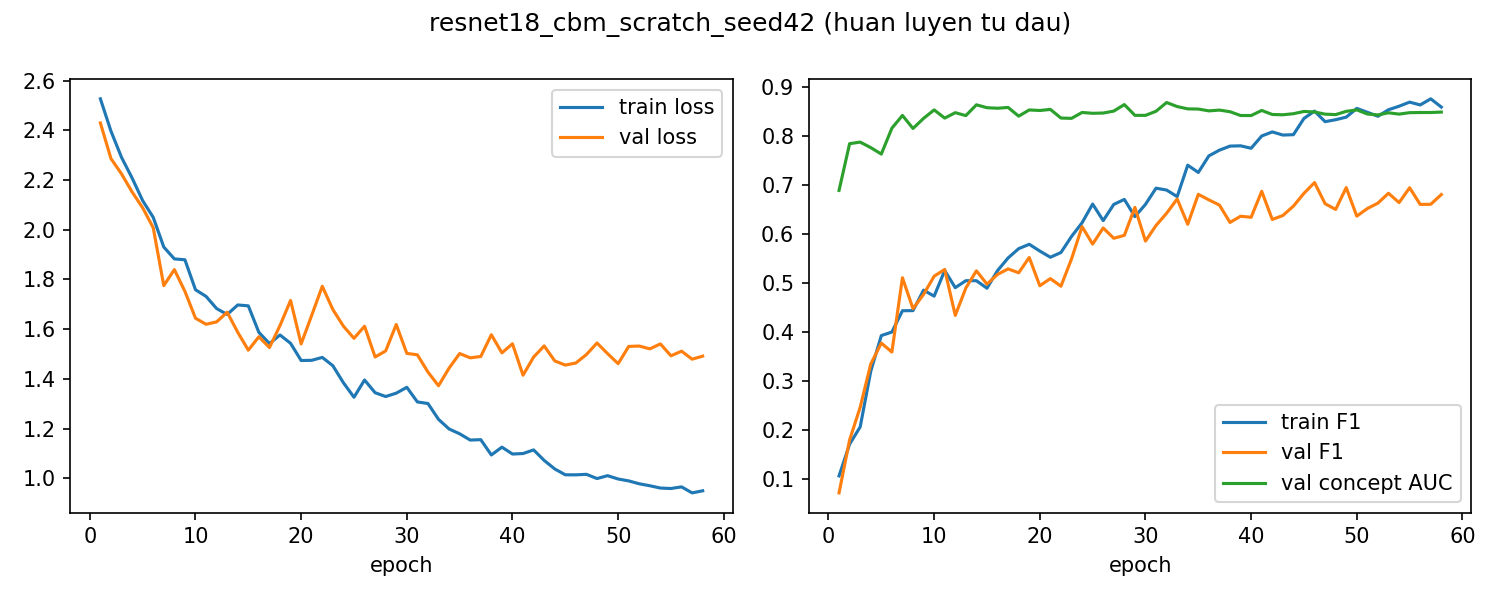 resnet18_cbm_scratch_seed42 (huan luyen tu dau)
2.6
2.4
2.2
2.0
1.8
1.6
1.4
1.2
1.0
0 10 20 30 40 50 60
epoch
train loss
val loss
0.9
0.8
0.7
0.6
0.5
0.4
0.3
0.2
0.1
0 10 20 30 40 50 60
epoch
train F1
val F1
val concept AUC